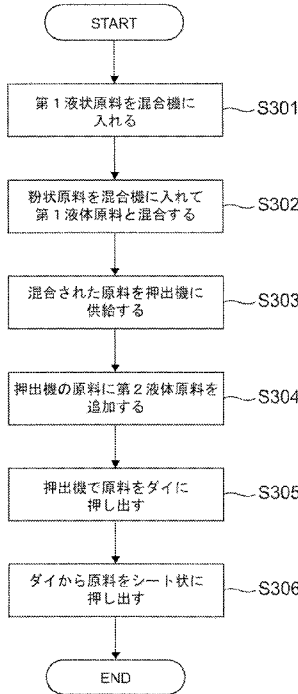 START
第1液状原料を混合機に
入れる
S301
粉状原料を混合機に入れて
第1液体原料と混合する
S302
混合された原料を押出機に
供給する
S303
押出機の原料に第2液体原料を
追加する
S304
押出機で原料をダイに
押し出す
S305
ダイから原料をシート状に
押し出す
S306
END